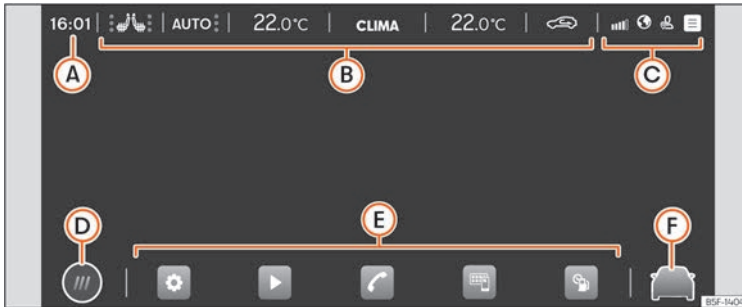 16:01 AUTO 22.0°C CLIMA 22.0°C
A B C
D E F
B5F-1404